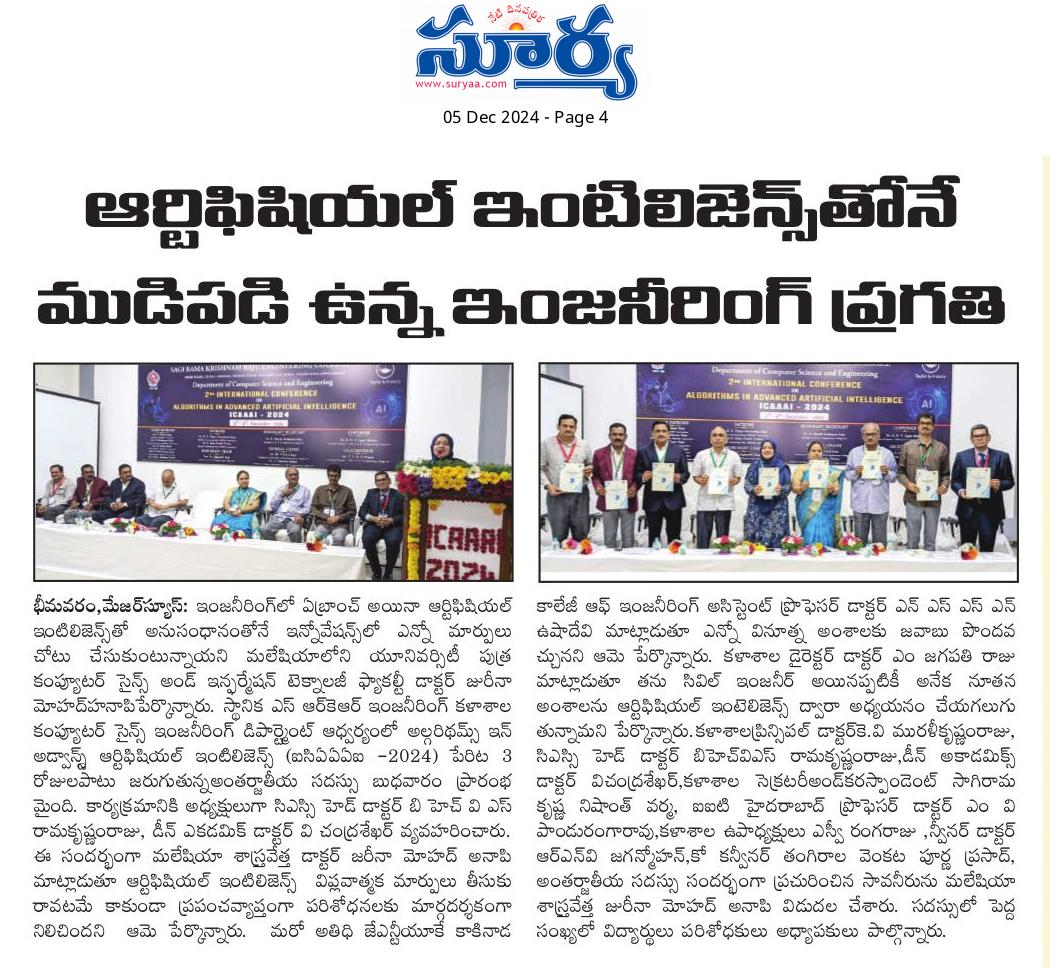 నేటి దినపత్రిక
సూర్య
www.suryaa.com
05 Dec 2024 - Page 4
ఆర్టిఫిషియల్ ఇంటిలిజెన్స్‌తోనే
ముడిపడి ఉన్న ఇంజనీరింగ్ ప్రగతి
SAGI RAMA KRISHNAM RAJU ENGINEERING
Department of Computer Science and Engineering
2ND INTERNATIONAL CONFERENCE
ON
ALGORITHMS IN ADVANCED ARTIFICIAL INTELLIGENCE
ICAAAI - 2024
Taylor & Francis
AI
ICAAAI
2024
Department of Computer Science and Engineering
2ND INTERNATIONAL CONFERENCE
ON
ALGORITHMS IN ADVANCED ARTIFICIAL INTELLIGENCE
ICAAAI - 2024
Taylor & Francis
AI
భీమవరం,మేజర్‌న్యూస్: ఇంజనీరింగ్‌లో ఏబ్రాంచ్ అయినా ఆర్టిఫిషియల్
ఇంటిలిజెన్స్‌తో అనుసంధానంతోనే ఇన్నోవేషన్స్‌లో ఎన్నో మార్పులు
చోటు చేసుకుంటున్నాయని మలేషియాలోని యూనివర్సిటీ పుత్ర
కంప్యూటర్ సైన్స్ అండ్ ఇన్ఫర్మేషన్ టెక్నాలజీ ఫ్యాకల్టీ డాక్టర్ జురీనా
మోహద్‌హనాపిపేర్కొన్నారు. స్థానిక ఎస్ ఆర్‌కెఆర్ ఇంజనీరింగ్ కళాశాల
కంప్యూటర్ సైన్స్ ఇంజనీరింగ్ డిపార్ట్మెంట్ ఆధ్వర్యంలో అల్గరిథమ్స్ ఇన్
అడ్వాన్స్డ్ ఆర్టిఫిషియల్ ఇంటిలిజెన్స్ (ఐసిఏఏఏఐ -2024) పేరిట 3
రోజులపాటు జరుగుతున్నఅంతర్జాతీయ సదస్సు బుధవారం ప్రారంభ
మైంది. కార్యక్రమానికి అధ్యక్షులుగా సిఎస్సి హెడ్ డాక్టర్ బి హెచ్ వి ఎస్
రామకృష్ణంరాజు, డీన్ ఎకడమిక్ డాక్టర్ వి చంద్రశేఖర్ వ్యవహరించారు.
ఈ సందర్భంగా మలేషియా శాస్త్రవేత్త డాక్టర్ జరీనా మోహద్ అనాపి
మాట్లాడుతూ ఆర్టిఫిషియల్ ఇంటిలిజెన్స్ విప్లవాత్మక మార్పులు తీసుకు
రావటమే కాకుండా ప్రపంచవ్యాప్తంగా పరిశోధనలకు మార్గదర్శకంగా
నిలిచిందని ఆమె పేర్కొన్నారు. మరో అతిధి జేఎన్టీయూకే కాకినాడ
కాలేజీ ఆఫ్ ఇంజనీరింగ్ అసిస్టెంట్ ప్రొఫెసర్ డాక్టర్ ఎన్ ఎస్ ఎస్ ఎన్
ఉషాదేవి మాట్లాడుతూ ఎన్నో వినూత్న అంశాలకు జవాబు పొందవ
చ్చునని ఆమె పేర్కొన్నారు. కళాశాల డైరెక్టర్ డాక్టర్ ఎం జగపతి రాజు
మాట్లాడుతూ తను సివిల్ ఇంజనీర్ అయినప్పటికీ అనేక నూతన
అంశాలను ఆర్టిఫిషియల్ ఇంటెలిజెన్స్ ద్వారా అధ్యయనం చేయగలుగు
తున్నామని పేర్కొన్నారు.కళాశాలప్రిన్సిపల్ డాక్టర్‌కె.వి మురళీకృష్ణంరాజు,
సిఎస్సి హెడ్ డాక్టర్ బిహెచ్‌విఎస్ రామకృష్ణంరాజు,డీన్ అకాడమిక్స్
డాక్టర్ విచంద్రశేఖర్,కళాశాల సెక్రటరీఅండ్‌కరస్పాండెంట్ సాగిరామ
కృష్ణ నిషాంత్ వర్మ, ఐఐటి హైదరాబాద్ ప్రొఫెసర్ డాక్టర్ ఎం వి
పాండురంగారావు,కళాశాల ఉపాధ్యక్షులు ఎస్వీ రంగరాజు ,న్వీనర్ డాక్టర్
ఆర్‌ఎన్‌వి జగన్మోహన్,కో కన్వీనర్ తంగిరాల వెంకట పూర్ణ ప్రసాద్,
అంతర్జాతీయ సదస్సు సందర్భంగా ప్రచురించిన సావనీరును మలేషియా
శాస్త్రవేత్త జురీనా మోహద్ అనాపి విడుదల చేశారు. సదస్సులో పెద్ద
సంఖ్యలో విద్యార్థులు పరిశోధకులు అధ్యాపకులు పాల్గొన్నారు.